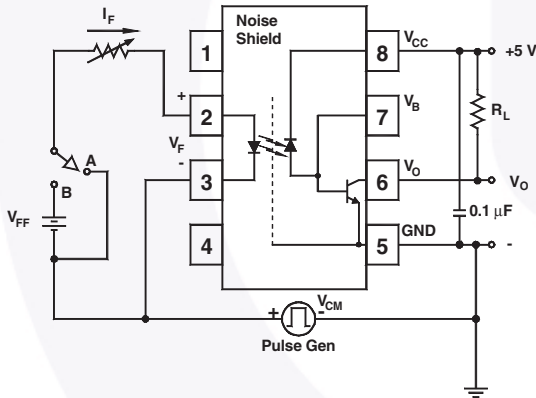 I_F
Noise
Shield
1
8
V_CC
+5 V
+
2
7
V_B
R_L
V_F
A
-
3
6
V_O
V_O
B
V_FF
0.1 µF
4
5
GND
-
+
-
V_CM
Pulse Gen